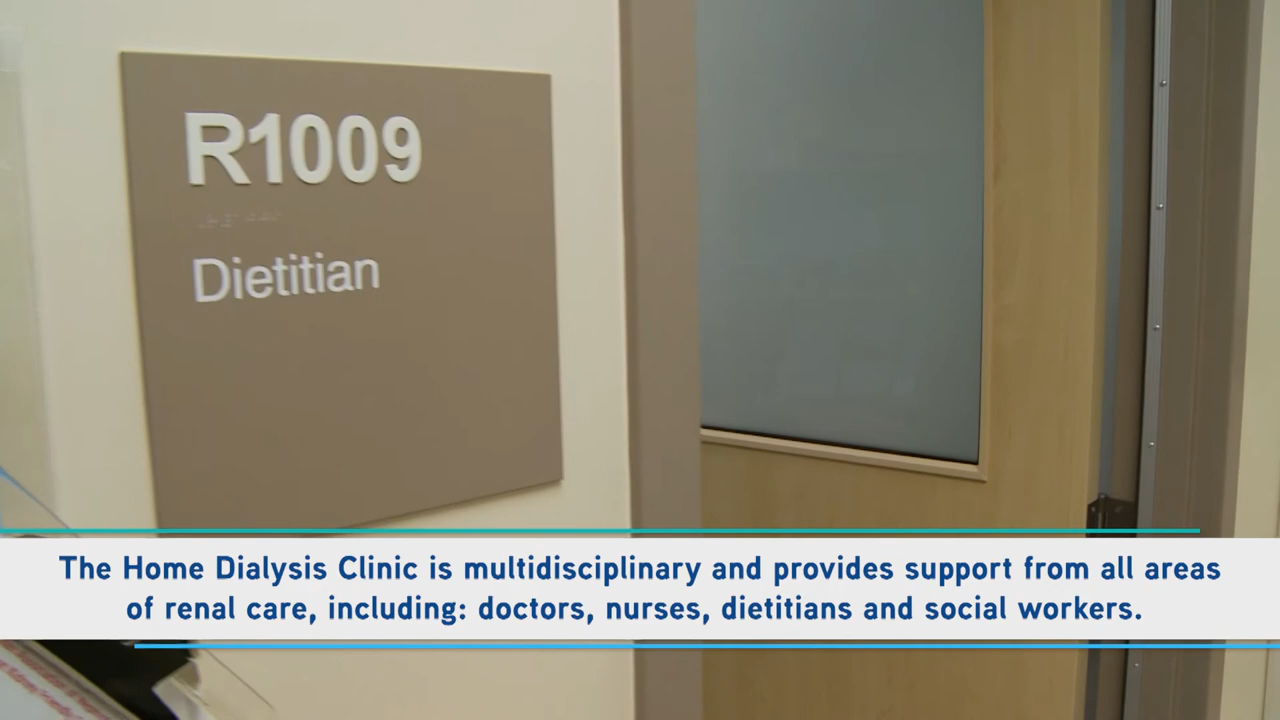 R1009
Dietitian
The Home Dialysis Clinic is multidisciplinary and provides support from all areas
of renal care, including: doctors, nurses, dietitians and social workers.